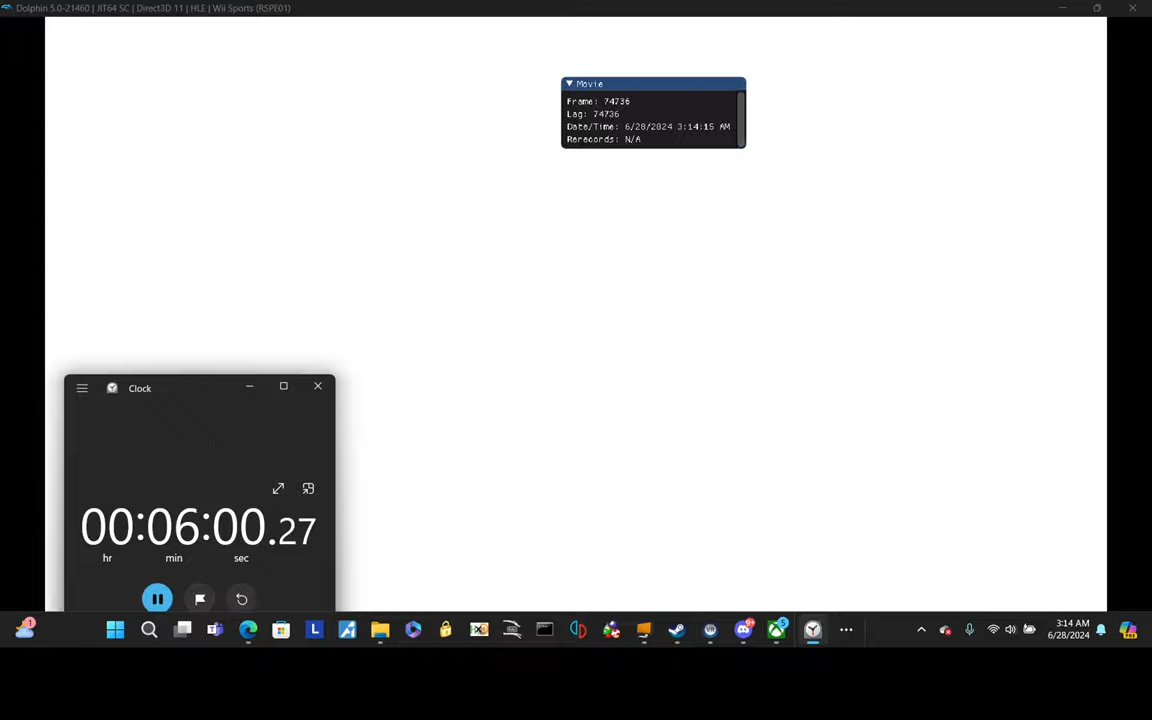 Dolphin 5.0-21460 | JIT64 SC | Direct3D 11 | HLE | Wii Sports (RSPE01)
Movie
Frame: 74736
Lag: 74736
Date/Time: 6/28/2024 3:14:15 AM
Rerecords: N/A
Clock
00:06:00.27
hr min sec
3:14 AM
6/28/2024